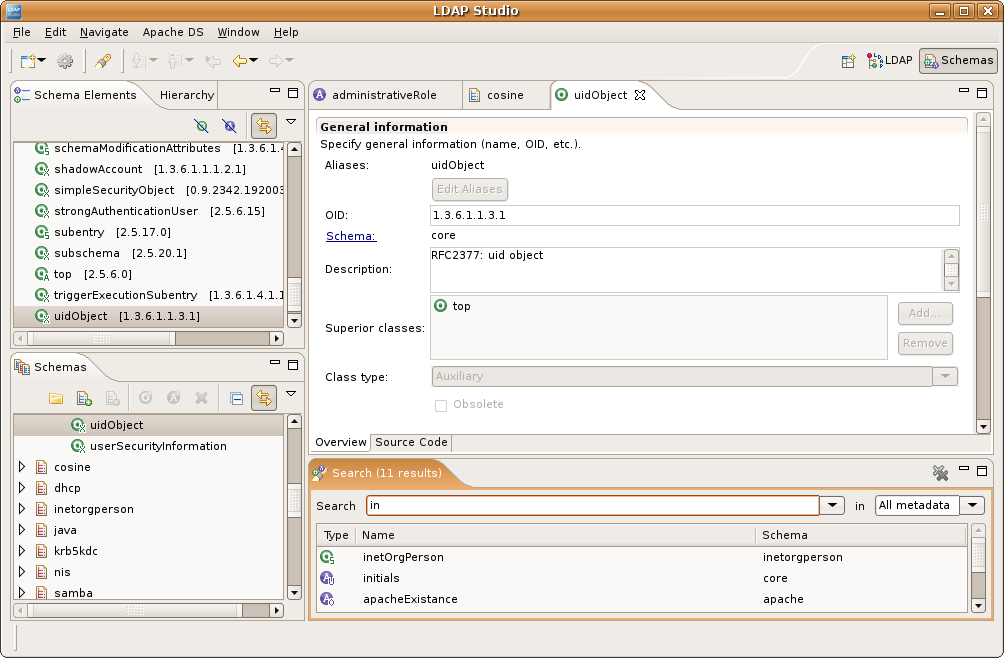 LDAP Studio
File Edit Navigate Apache DS Window Help
LDAP Schemas
Schema Elements Hierarchy
schemaModificationAttributes [1.3.6.1.4
shadowAccount [1.3.6.1.1.1.2.1]
simpleSecurityObject [0.9.2342.192003
strongAuthenticationUser [2.5.6.15]
subentry [2.5.17.0]
subschema [2.5.20.1]
top [2.5.6.0]
triggerExecutionSubentry [1.3.6.1.4.1.1
uidObject [1.3.6.1.1.3.1]
Schemas
uidObject
userSecurityInformation
cosine
dhcp
inetorgperson
java
krb5kdc
nis
samba
administrativeRole cosine uidObject
General information
Specify general information (name, OID, etc.).
Aliases: uidObject
Edit Aliases
OID: 1.3.6.1.1.3.1
Schema: core
Description: RFC2377: uid object
Superior classes: top
Add...
Remove
Class type: Auxiliary
Obsolete
Overview Source Code
Search (11 results)
Search in in All metadata
Type Name Schema
inetOrgPerson inetorgperson
initials core
apacheExistance apache